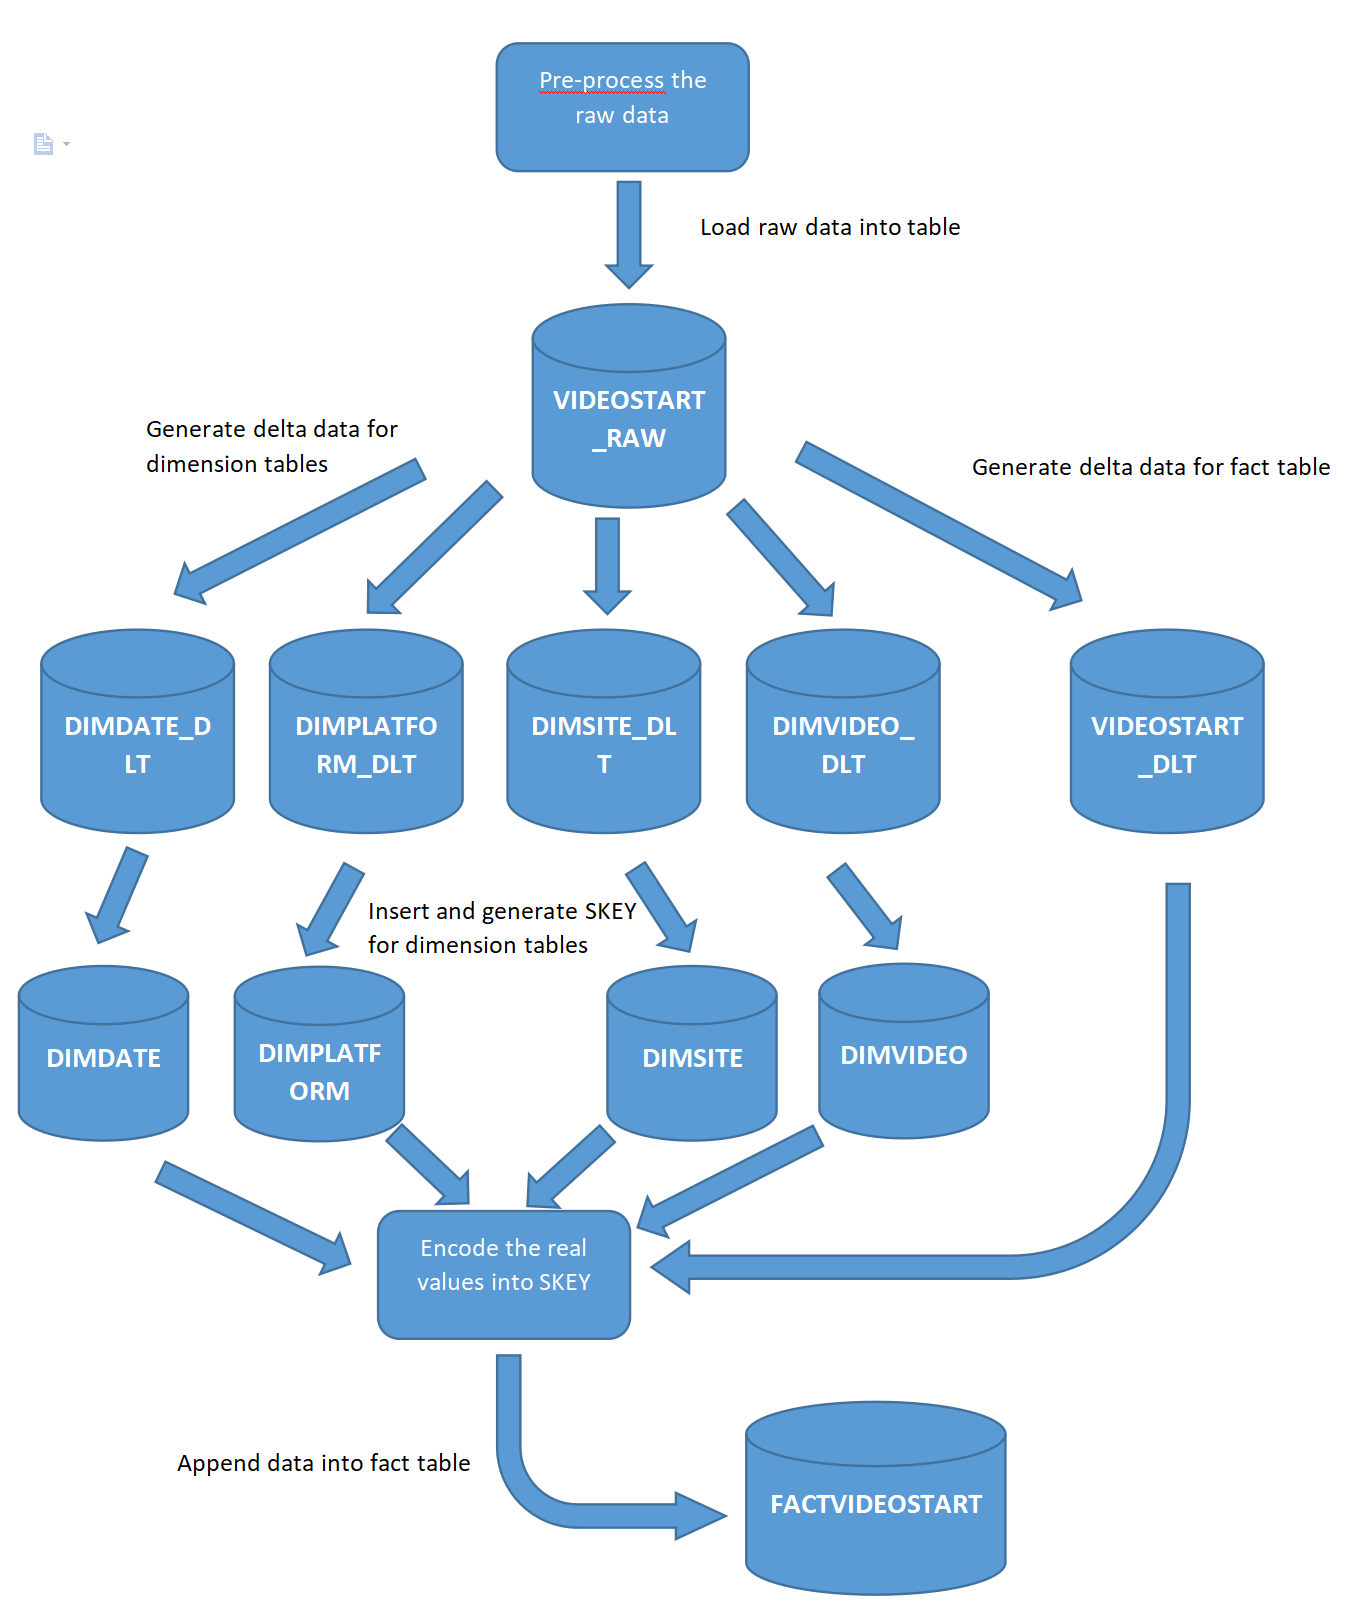 Pre-process the
raw data
Load raw data into table
VIDEOSTART
_RAW
Generate delta data for
dimension tables
Generate delta data for fact table
DIMDATE_D
LT
DIMPLATFO
RM_DLT
DIMSITE_DL
T
DIMVIDEO_
DLT
VIDEOSTART
_DLT
Insert and generate SKEY
for dimension tables
DIMDATE
DIMPLATF
ORM
DIMSITE
DIMVIDEO
Encode the real
values into SKEY
Append data into fact table
FACTVIDEOSTART